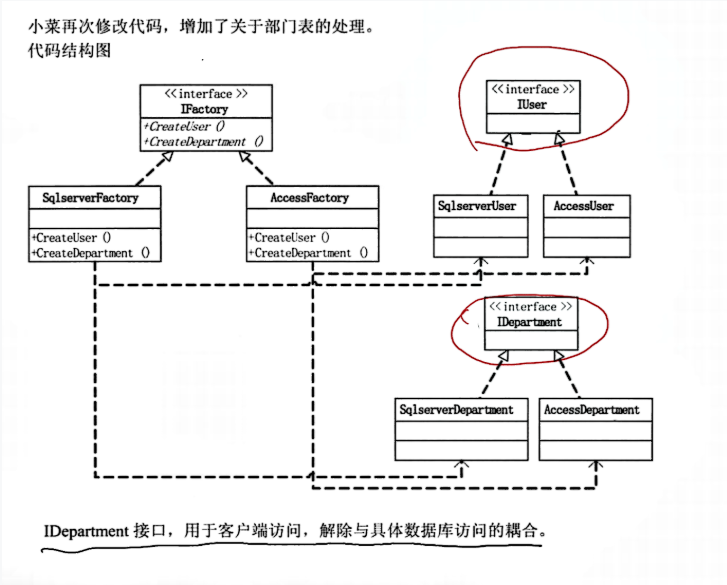 小菜再次修改代码，增加了关于部门表的处理。
代码结构图
<<interface>>
IFactory
+CreateUser ()
+CreateDepartment ()
<<interface>>
IUser
SqlserverFactory
+CreateUser ()
+CreateDepartment ()
AccessFactory
+CreateUser ()
+CreateDepartment ()
SqlserverUser
AccessUser
<<interface>>
IDepartment
SqlserverDepartment
AccessDepartment
IDepartment 接口，用于客户端访问，解除与具体数据库访问的耦合。